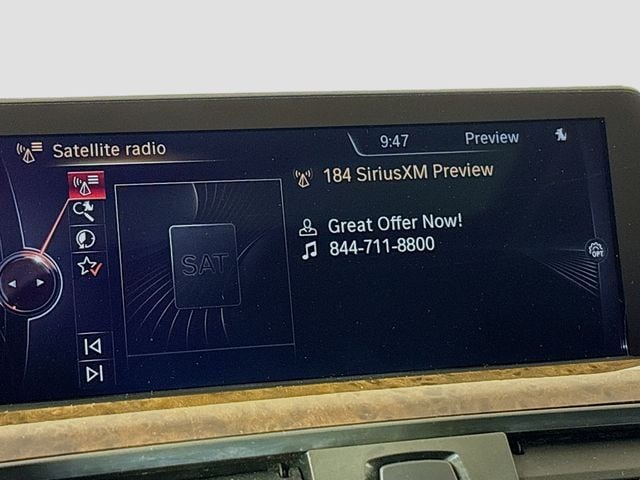 Satellite radio
9:47
Preview
184 SiriusXM Preview
Great Offer Now!
844-711-8800
SAT
OPT